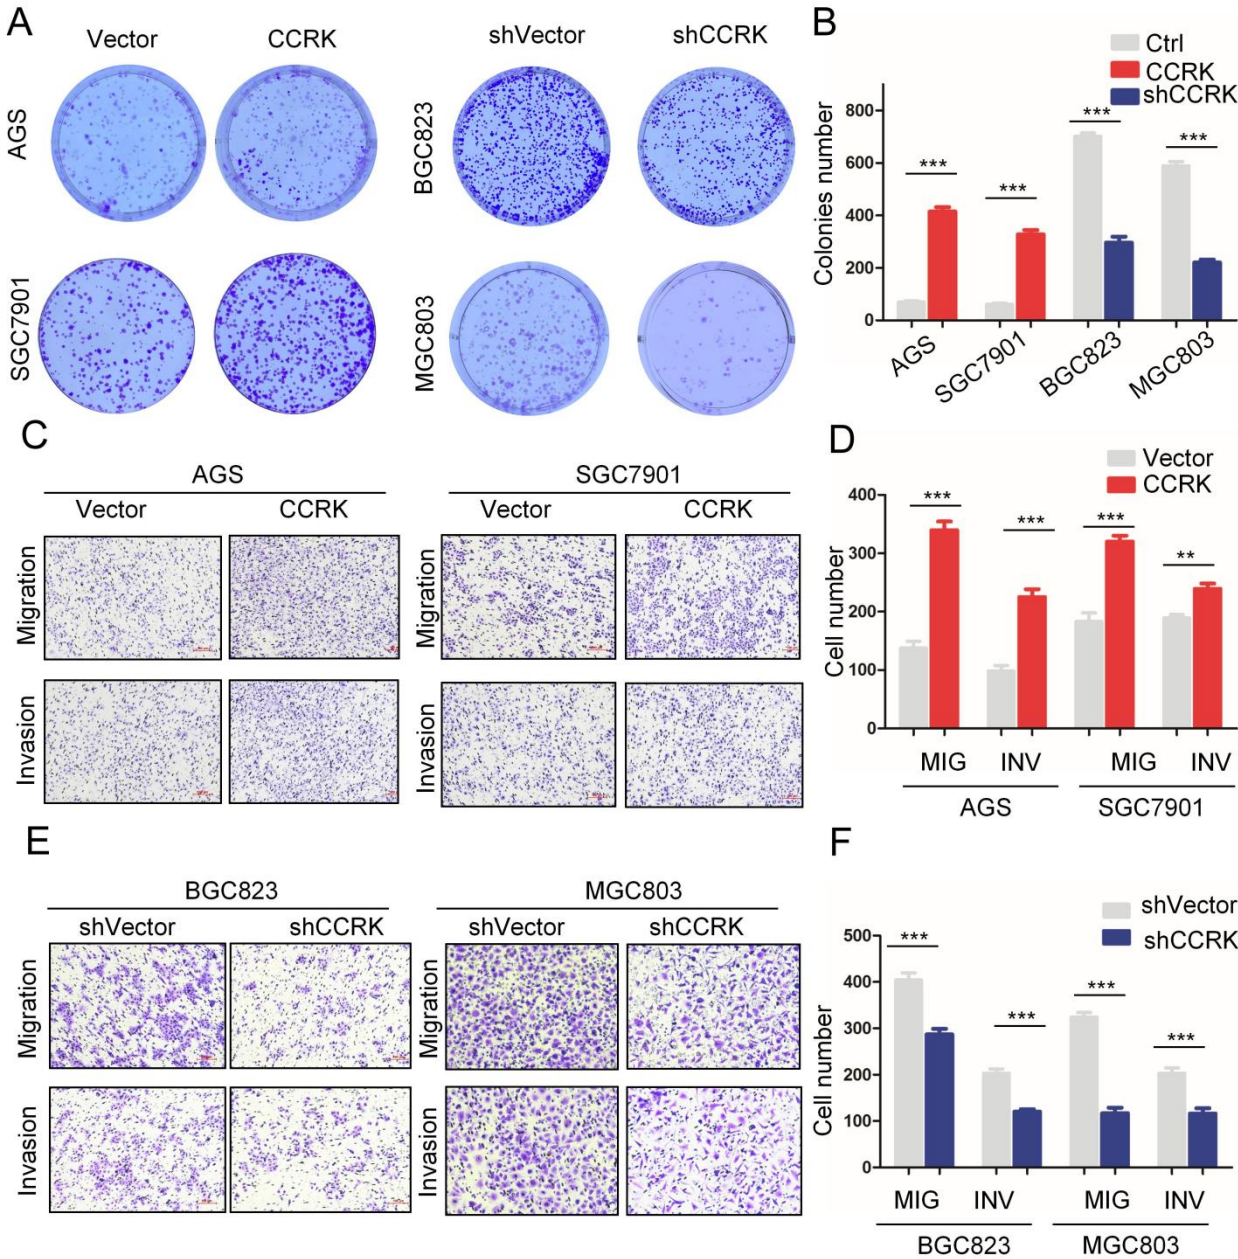 A
Vector CCRK shVector shCCRK
AGS
BGC823
SGC7901
MGC803
B
Ctrl
CCRK
shCCRK
Colonies number
800
600
400
200
0
*** *** *** ***
AGS SGC7901 BGC823 MGC803
C
AGS SGC7901
Vector CCRK Vector CCRK
Migration Migration
Invasion Invasion
D
Vector
CCRK
Cell number
400
300
200
100
0
*** *** *** **
MIG INV MIG INV
AGS SGC7901
E
BGC823 MGC803
shVector shCCRK shVector shCCRK
Migration Migration
Invasion Invasion
F
shVector
shCCRK
Cell number
500
400
300
200
100
0
*** *** *** ***
MIG INV MIG INV
BGC823 MGC803